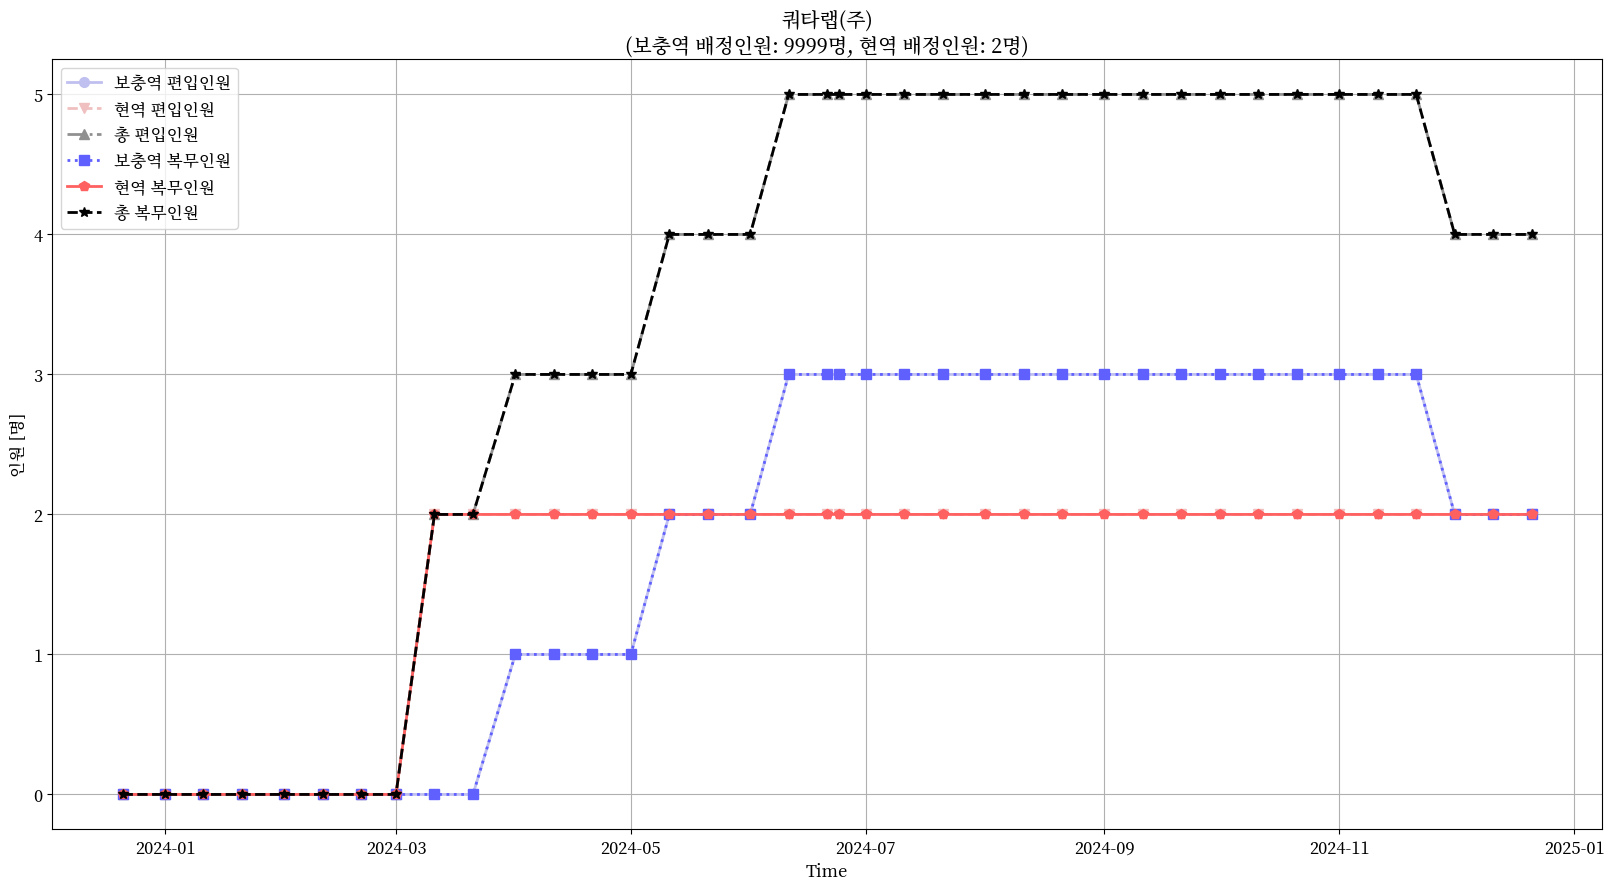 쿼타랩(주)
(보충역 배정인원: 9999명, 현역 배정인원: 2명)
보충역 편입인원
현역 편입인원
총 편입인원
보충역 복무인원
현역 복무인원
총 복무인원
인원 [명]
5
4
3
2
1
0
2024-01
2024-03
2024-05
2024-07
2024-09
2024-11
2025-01
Time